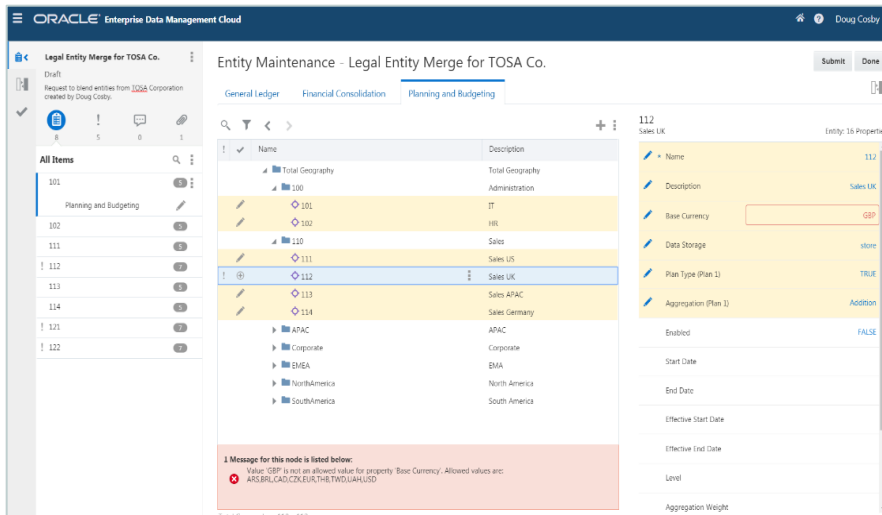 ORACLE Enterprise Data Management Cloud
Doug Cosby
Legal Entity Merge for TOSA Co.
Draft
Request to blend entities from TOSA Corporation
created by Doug Cosby.
8 5 0 1
All Items
101 5
Planning and Budgeting
102 5
111 5
! 112 7
113 5
114 5
! 121 7
! 122 7
Entity Maintenance - Legal Entity Merge for TOSA Co.
Submit Done
General Ledger Financial Consolidation Planning and Budgeting
Name Description
Total Geography Total Geography
100 Administration
101 IT
102 HR
110 Sales
111 Sales US
112 Sales UK
113 Sales APAC
114 Sales Germany
APAC APAC
Corporate Corporate
EMEA EMA
NorthAmerica North America
SouthAmerica South America
1 Message for this node is listed below:
Value 'GBP' is not an allowed value for property 'Base Currency'. Allowed values are:
ARS,BRL,CAD,CZK,EUR,THB,TWD,UAH,USD
112
Sales UK Entity: 16
Name 112
Description Sales UK
Base Currency GBP
Data Storage store
Plan Type (Plan 1) TRUE
Aggregation (Plan 1) Addition
Enabled FALSE
Start Date
End Date
Effective Start Date
Effective End Date
Level
Aggregation Weight